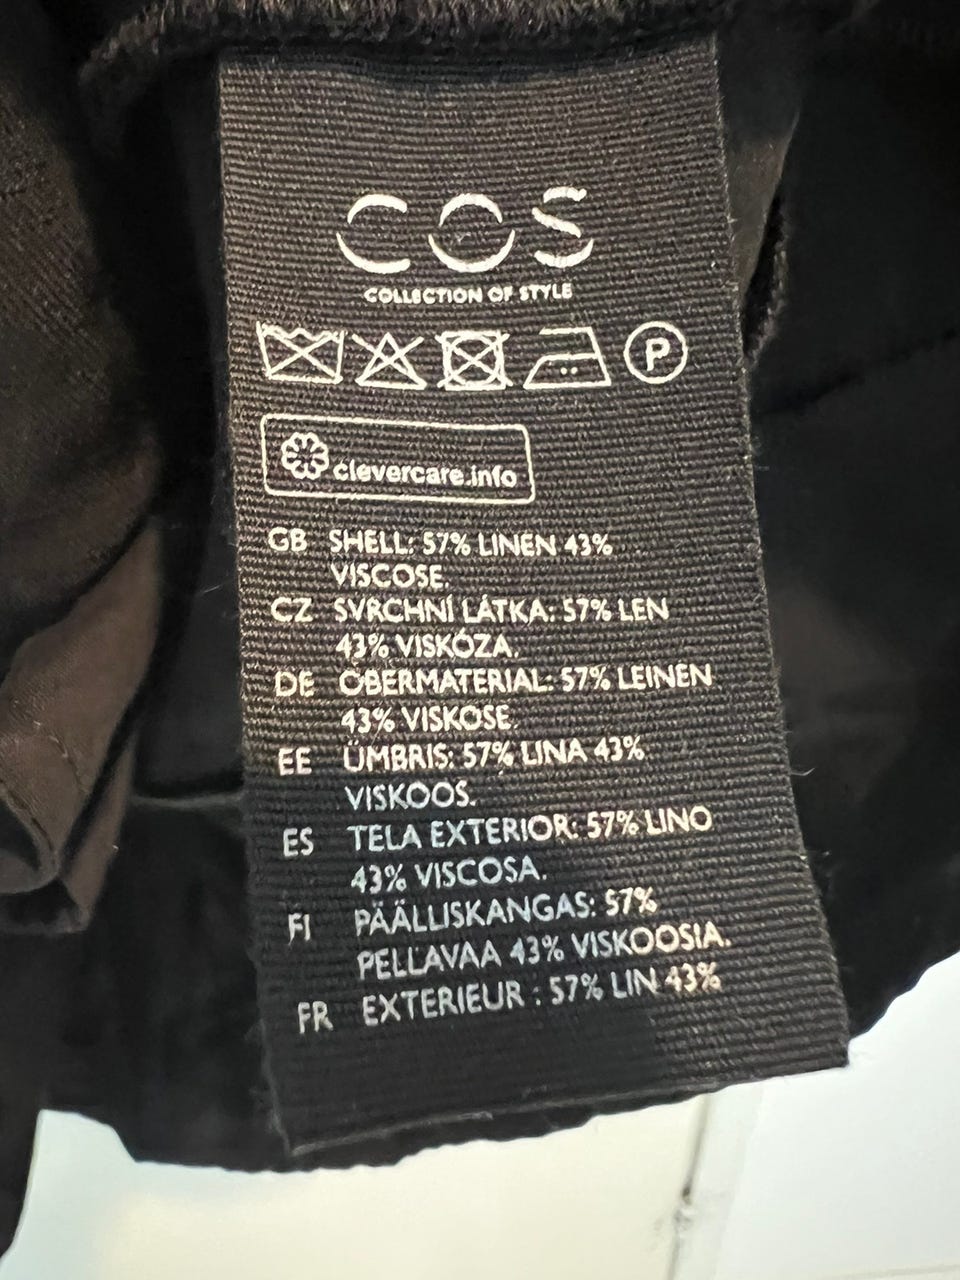 COS
COLLECTION OF STYLE
P
clevercare.info
GB SHELL: 57% LINEN 43%
VISCOSE.
CZ SVRCHNÍ LÁTKA: 57% LEN
43% VISKÓZA.
DE OBERMATERIAL: 57% LEINEN
43% VISKOSE.
EE ÜMBRIS: 57% LINA 43%
VISKOOS.
ES TELA EXTERIOR: 57% LINO
43% VISCOSA.
FI PÄÄLLISKANGAS: 57%
PELLAVAA 43% VISKOOSIA.
FR EXTERIEUR : 57% LIN 43%